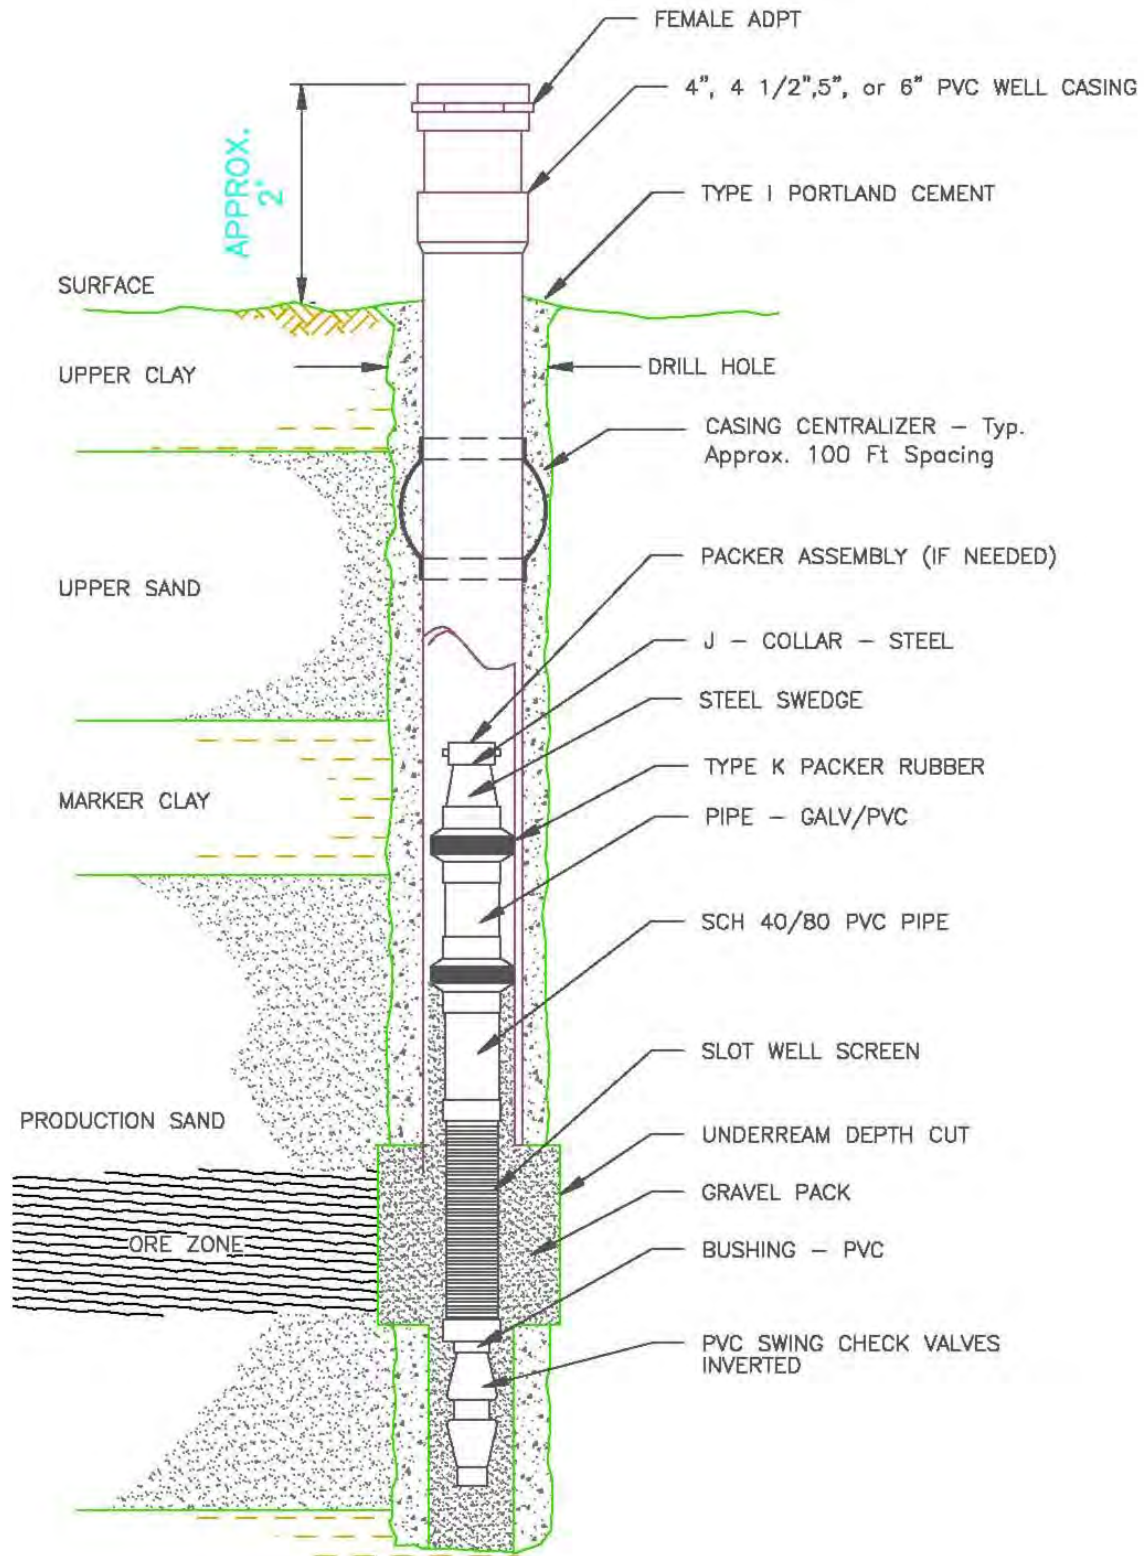 FEMALE ADPT
4", 4 1/2",5", or 6" PVC WELL CASING
APPROX.
2'
TYPE I PORTLAND CEMENT
SURFACE
UPPER CLAY
DRILL HOLE
CASING CENTRALIZER – Typ.
Approx. 100 Ft Spacing
PACKER ASSEMBLY (IF NEEDED)
UPPER SAND
J – COLLAR – STEEL
STEEL SWEDGE
TYPE K PACKER RUBBER
MARKER CLAY
PIPE – GALV/PVC
SCH 40/80 PVC PIPE
SLOT WELL SCREEN
PRODUCTION SAND
UNDERREAM DEPTH CUT
GRAVEL PACK
ORE ZONE
BUSHING – PVC
PVC SWING CHECK VALVES
INVERTED